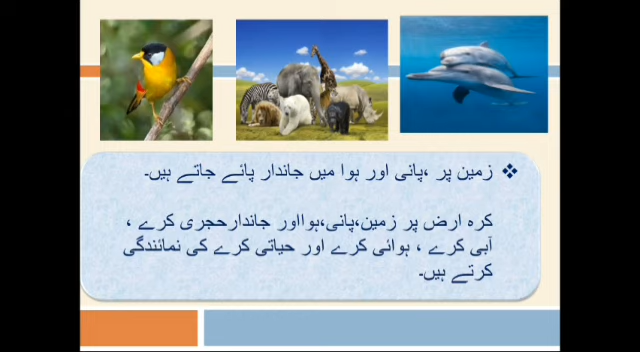 ❖ زمین پر ،پانی اور ہوا میں جاندار پائے جاتے ہیں۔
کرہ ارض پر زمین،پانی،ہوااور جاندارحجری کرے ،
آبی کرے ، ہوائی کرے اور حیاتی کرے کی نمائندگی
کرتے ہیں۔